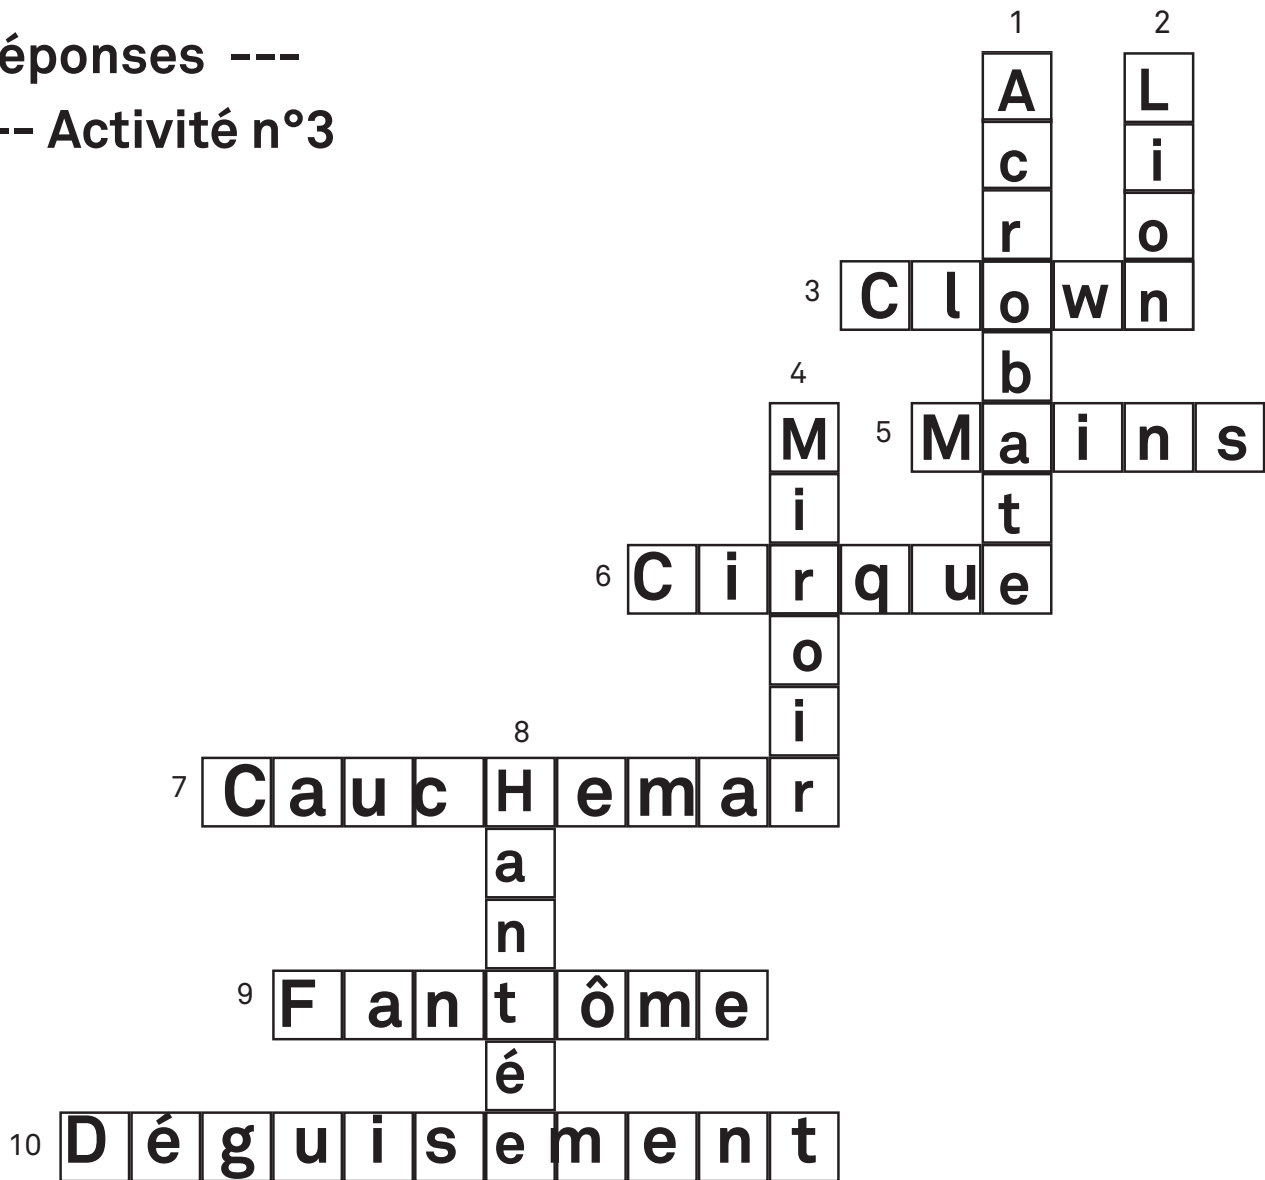 éponses ---
-- Activité n°3
1 2
A L
c i
r o
3 C l o w n
b
4
M 5 M a i n s
i t
6 C i r q u e
o
i
8
7 C a u c H e m a r
a
n
9 F a n t ô m e
é
10 D é g u i s e m e n t